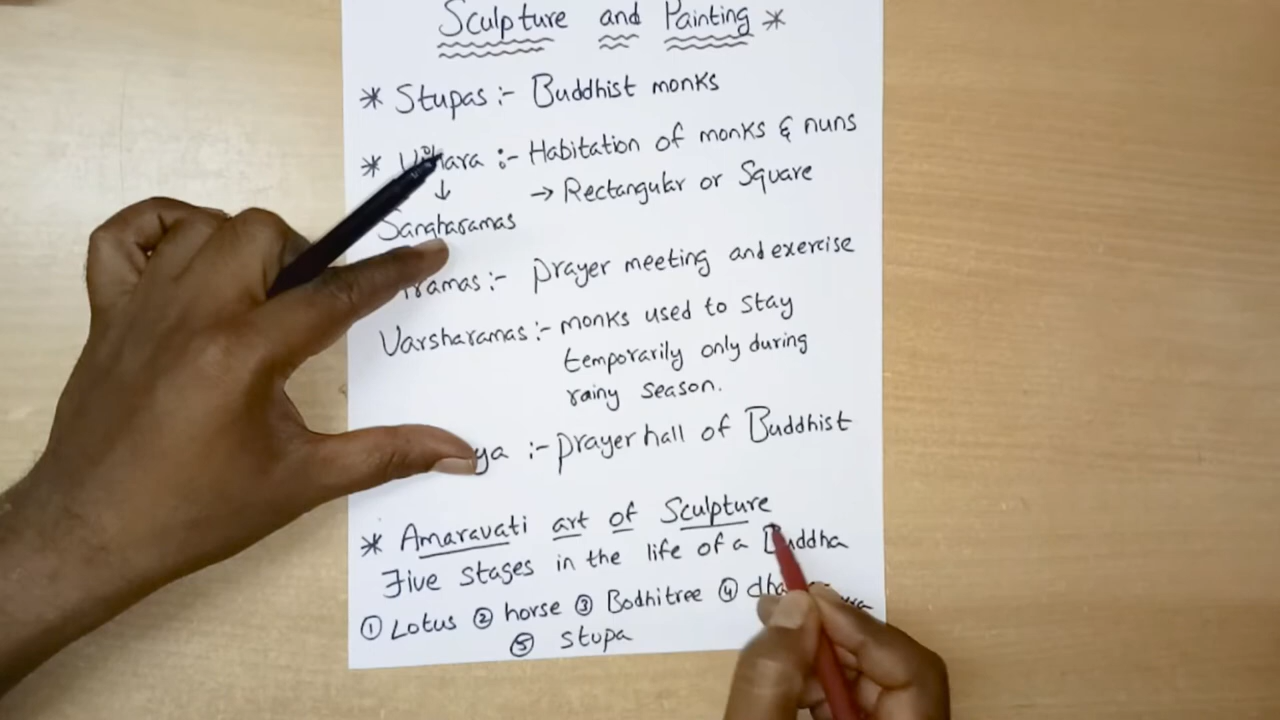 Sculpture and Painting *
* Stupas :- Buddhist monks
* Vihara :- Habitation of monks & nuns
↓ → Rectangular or Square
Sangharamas
:- prayer meeting and exercise
Varsharamas :- monks used to stay
temporarily only during
rainy season.
:- prayer hall of Buddhist
* Amaravati art of Sculpture
Five stages in the life of a Buddha
① Lotus ② horse ③ Bodhitree ④
⑤ stupa